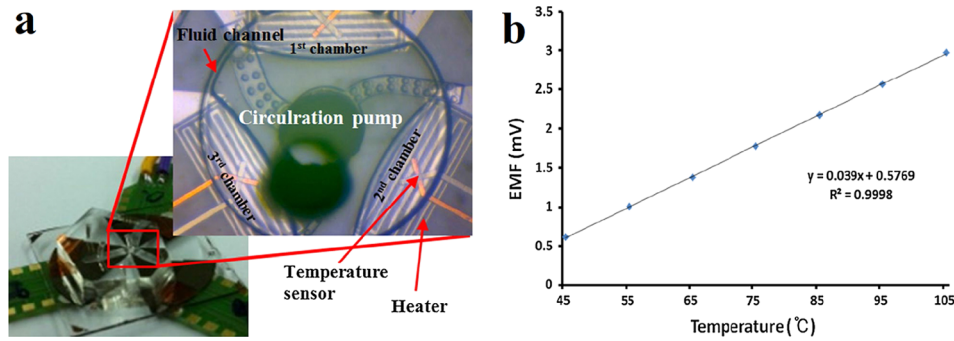 a
Fluid channel
1st chamber
Circulration pump
3rd chamber
2nd chamber
Temperature
sensor
Heater
b
EMF (mV)
3.5
3
2.5
2
1.5
1
0.5
0
y = 0.039x + 0.5769
R² = 0.9998
45 55 65 75 85 95 105
Temperature (℃)